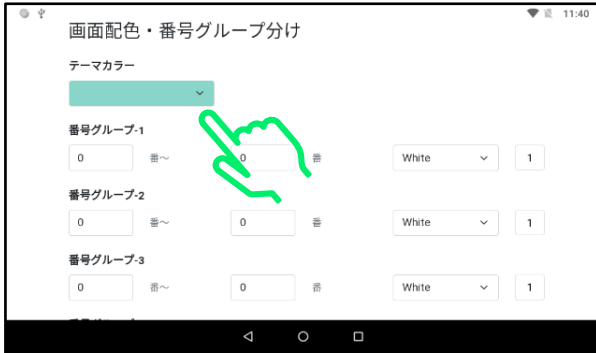 11:40
画面配色・番号グループ分け
テーマカラー
番号グループ-1
0 番～ 0 番 White 1
番号グループ-2
0 番～ 0 番 White 1
番号グループ-3
0 番～ 0 番 White 1